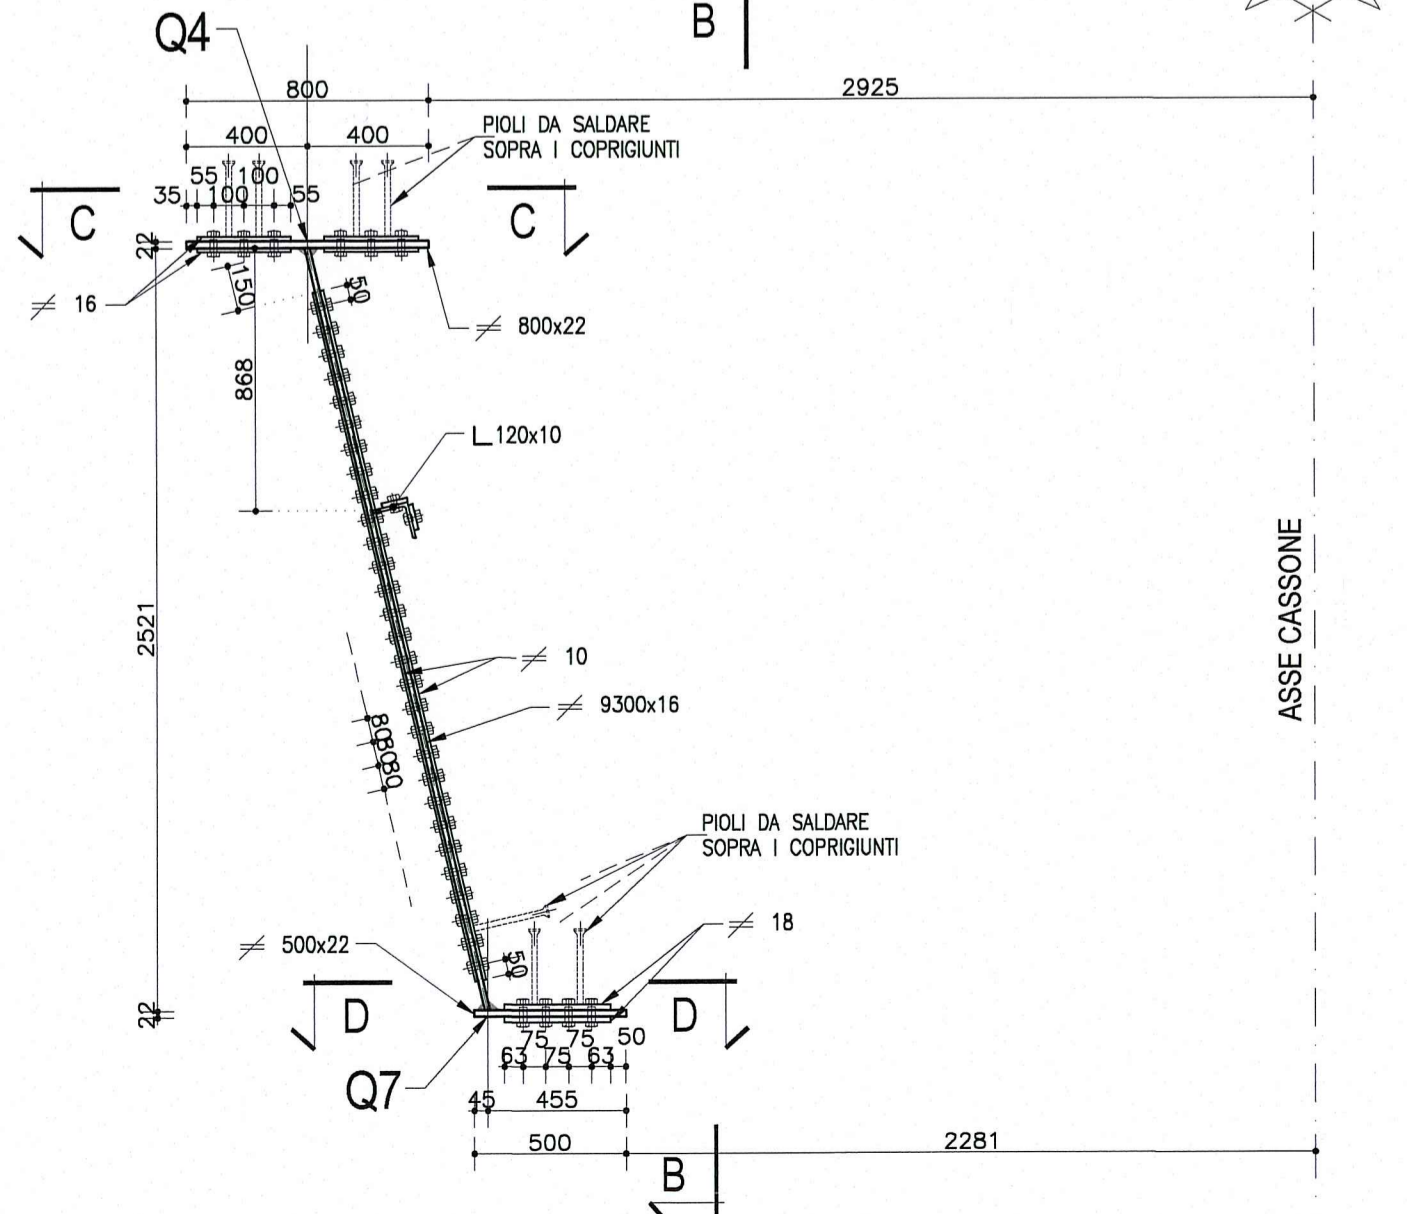 Q4
B
800
2925
400
400
PIOLI DA SALDARE
SOPRA I COPRIGIUNTI
35
55
100
100
55
C
C
22
16
150
50
800x22
868
120x10
2521
ASSE CASSONE
10
9300x16
80
80
80
PIOLI DA SALDARE
SOPRA I COPRIGIUNTI
18
500x22
50
D
D
22
75
75
50
63
75
63
Q7
45
455
500
2281
B